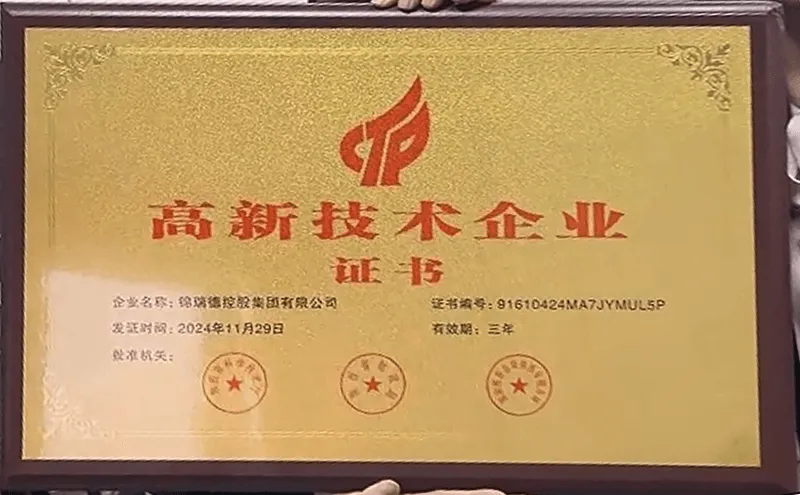 高新技术企业
证书
企业名称：锦瑞德控股集团有限公司
证书编号：91610424MA7JYMUL5P
发证时间：2024年11月29日
有效期：三年
批准机关：